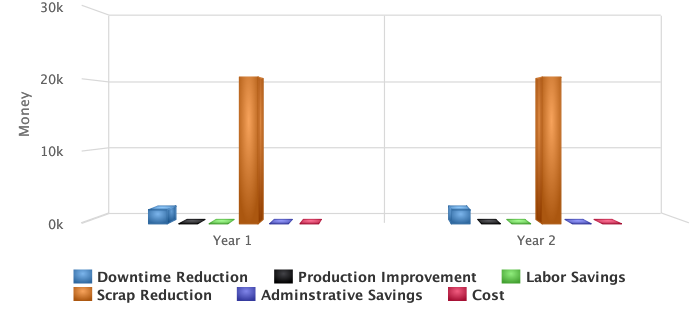 30k
20k
10k
0k
Money
Year 1
Year 2
Downtime Reduction
Production Improvement
Labor Savings
Scrap Reduction
Adminstrative Savings
Cost